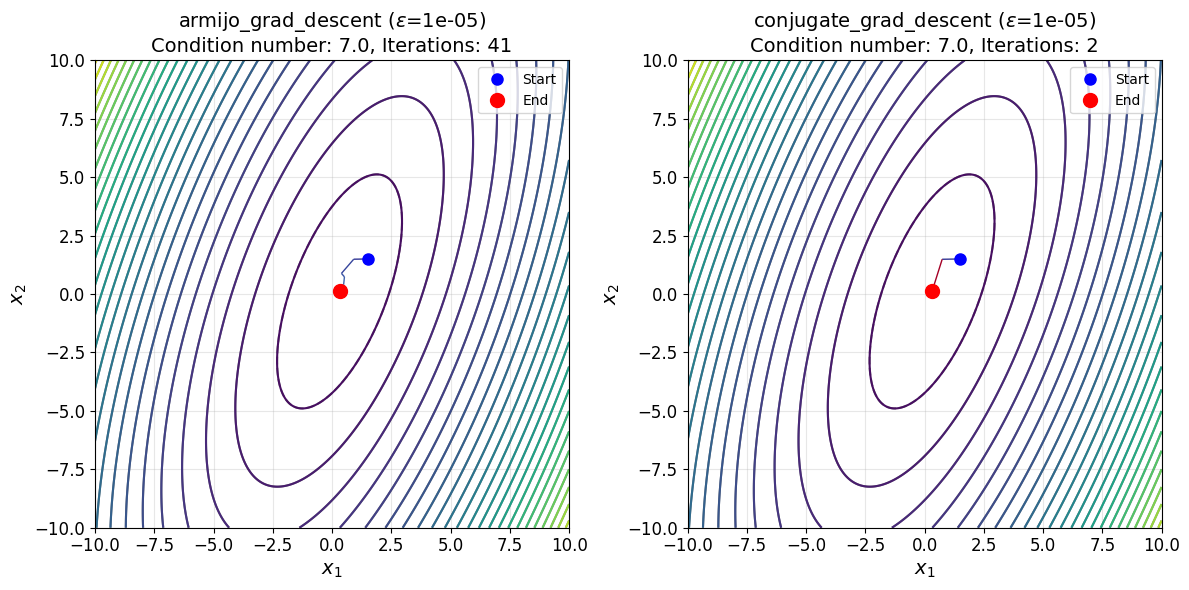 armijo_grad_descent (ε=1e-05)
Condition number: 7.0, Iterations: 41
Start
End
10.0
7.5
5.0
2.5
0.0
−2.5
−5.0
−7.5
−10.0
x₂
−10.0 −7.5 −5.0 −2.5 0.0 2.5 5.0 7.5 10.0
x₁
conjugate_grad_descent (ε=1e-05)
Condition number: 7.0, Iterations: 2
Start
End
10.0
7.5
5.0
2.5
0.0
−2.5
−5.0
−7.5
−10.0
x₂
−10.0 −7.5 −5.0 −2.5 0.0 2.5 5.0 7.5 10.0
x₁